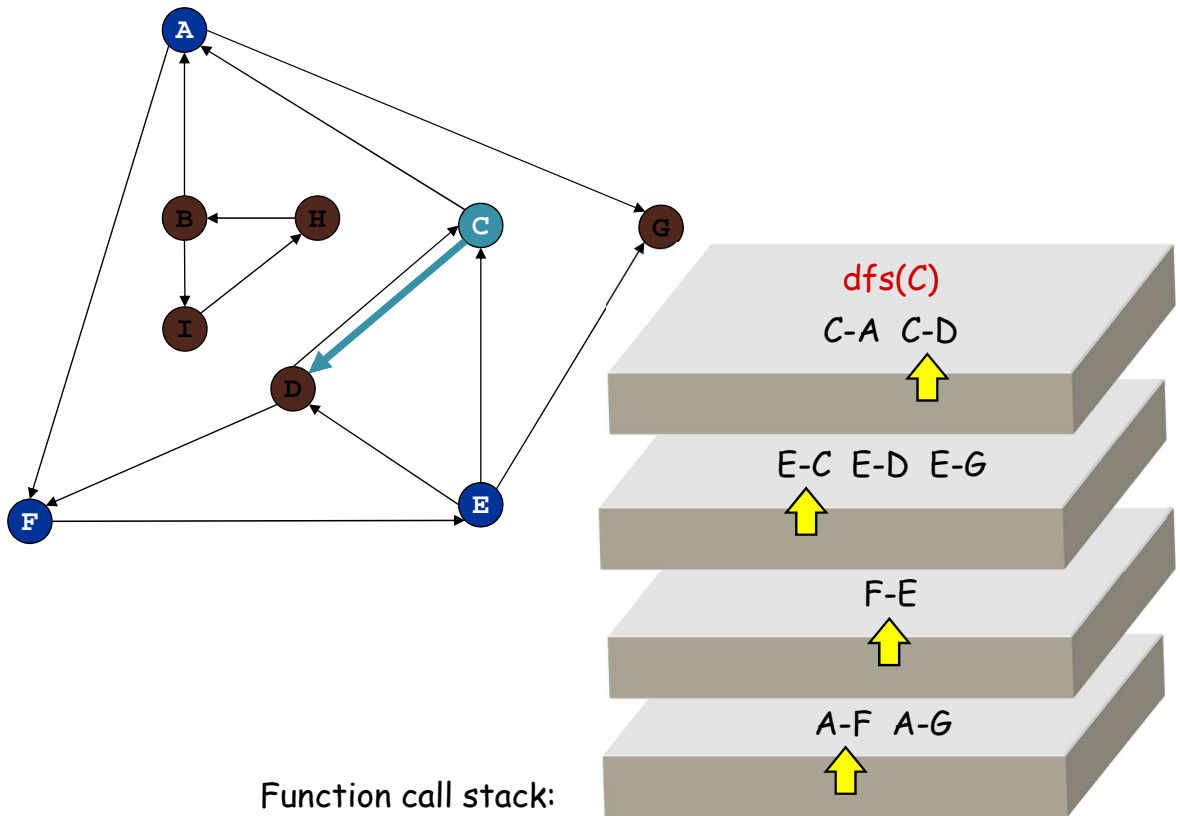 A
B
H
C
G
I
D
E
F
dfs(C)
C-A C-D
E-C E-D E-G
F-E
A-F A-G
Function call stack: